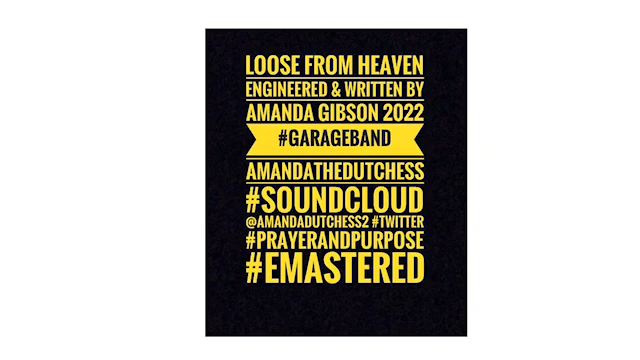 LOOSE FROM HEAVEN
ENGINEERED & WRITTEN BY
AMANDA GIBSON 2022
#GARAGEBAND
AMANDATHEDUTCHESS
#SOUNDCLOUD
@AMANDADUTCHESS2 #TWITTER
#PRAYERANDPURPOSE
#EMASTERED